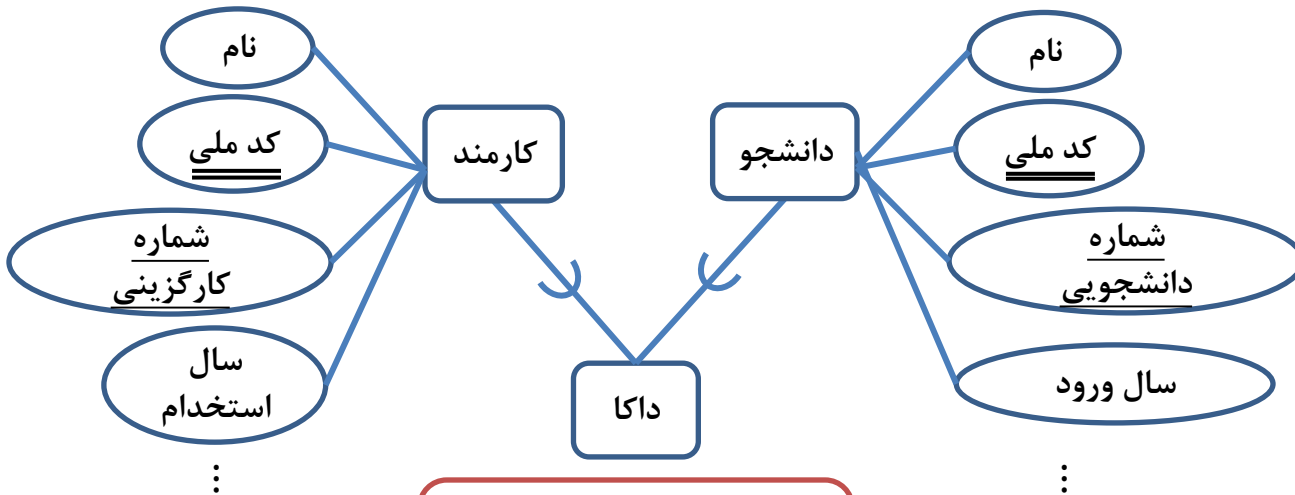 نام
نام
کد ملی
کد ملی
دانشجو
کارمند
شماره
دانشجویی
شماره
کارگزینی
سال ورود
سال
استخدام
داکا
⋮
⋮